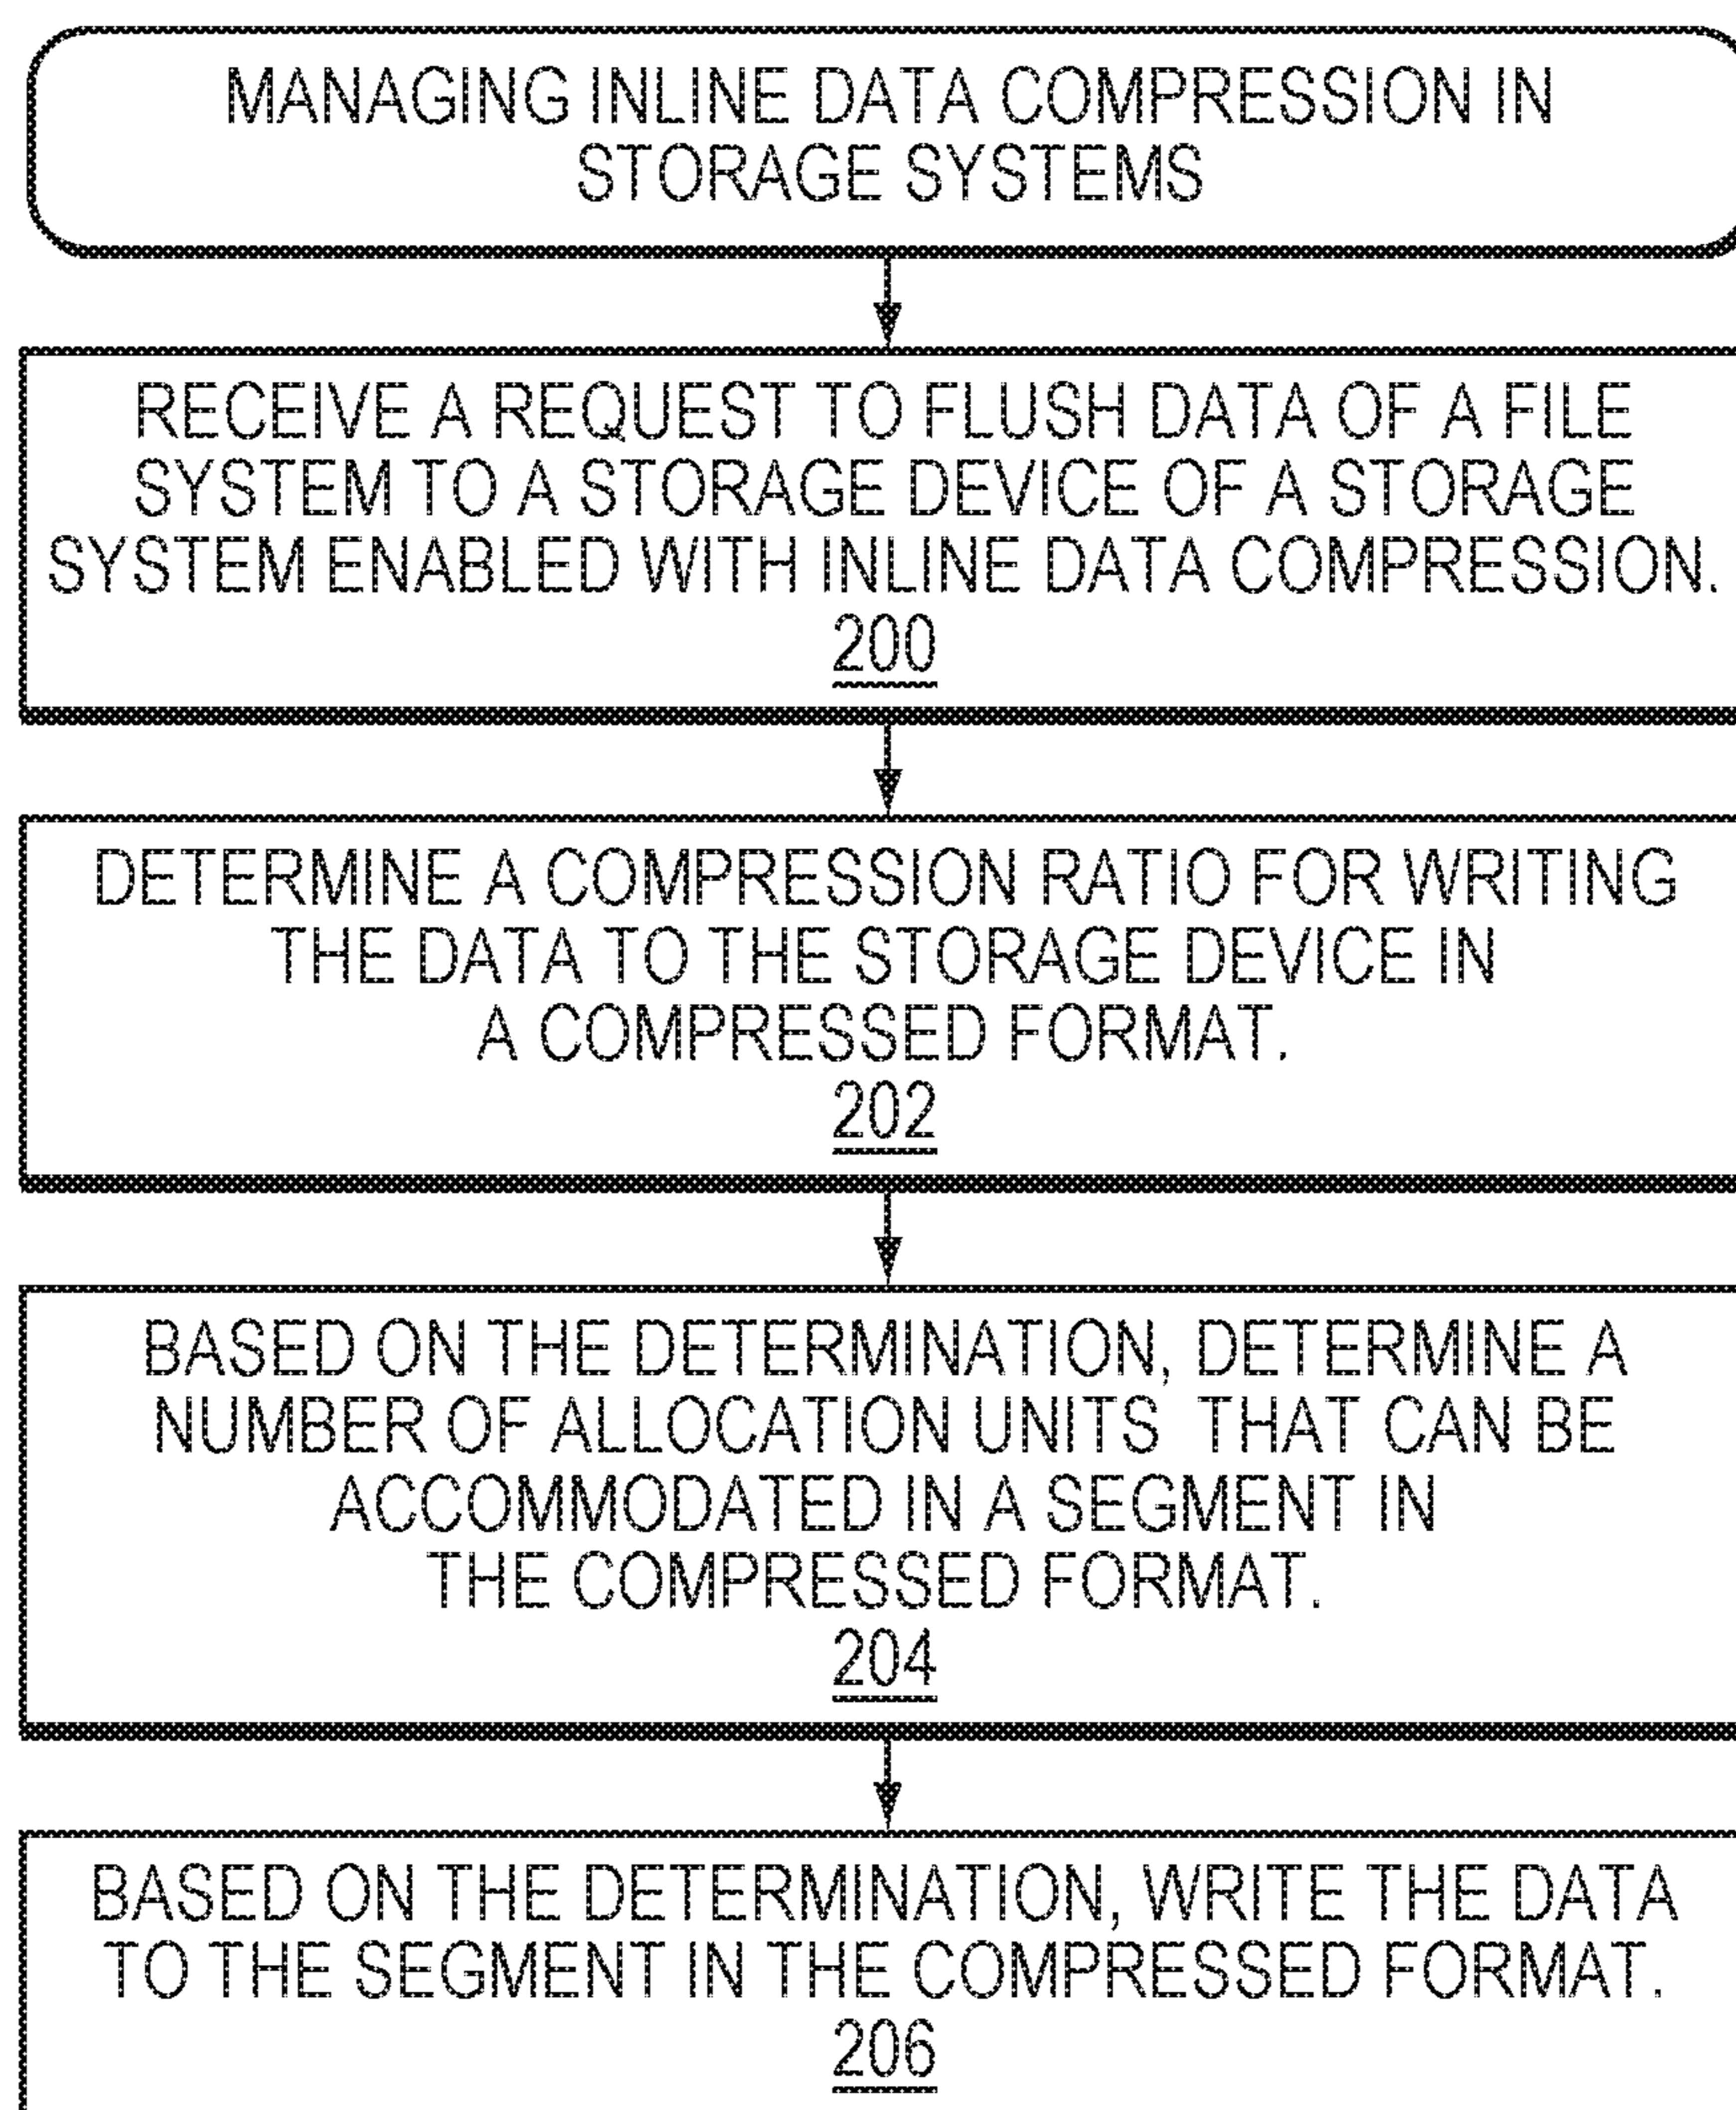 MANAGING INLINE DATA COMPRESSION IN
STORAGE SYSTEMS
RECEIVE A REQUEST TO FLUSH DATA OF A FILE
SYSTEM TO A STORAGE DEVICE OF A STORAGE
SYSTEM ENABLED WITH INLINE DATA COMPRESSION.
200
DETERMINE A COMPRESSION RATIO FOR WRITING
THE DATA TO THE STORAGE DEVICE IN
A COMPRESSED FORMAT.
202
BASED ON THE DETERMINATION, DETERMINE A
NUMBER OF ALLOCATION UNITS THAT CAN BE
ACCOMMODATED IN A SEGMENT IN
THE COMPRESSED FORMAT.
204
BASED ON THE DETERMINATION, WRITE THE DATA
TO THE SEGMENT IN THE COMPRESSED FORMAT.
206